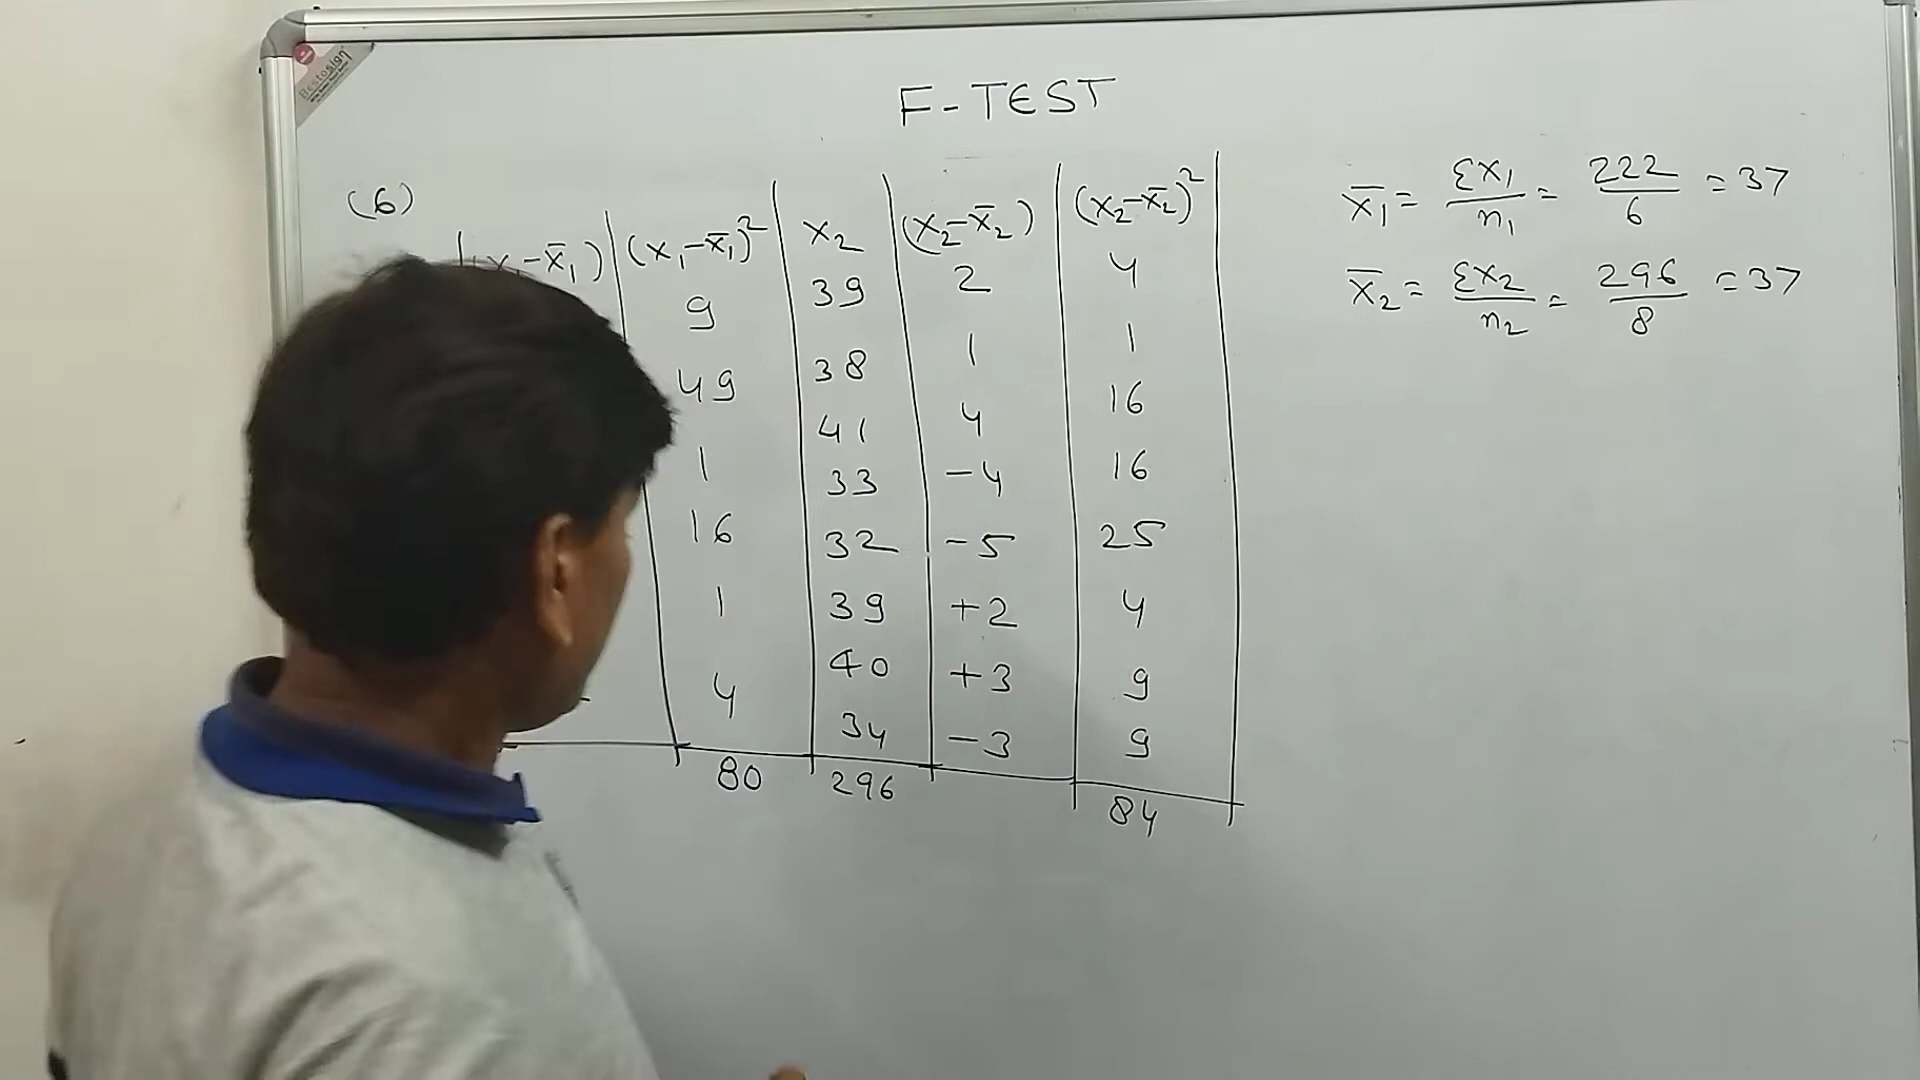 Bestosign
F-TEST
(6)
(x₁-x̄₁) (x₁-x̄₁)² x₂ (x₂-x̄₂) (x₂-x̄₂)²
9 39 2 4
49 38 1 1
41 4 16
1 33 -4 16
16 32 -5 25
1 39 +2 4
4 40 +3 9
34 -3 9
80 296 84
x̄₁ = Σx₁/n₁ = 222/6 = 37
x̄₂ = Σx₂/n₂ = 296/8 = 37